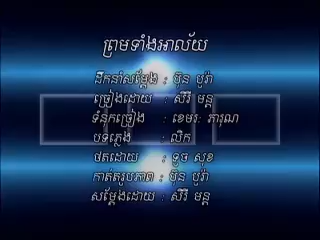 ព្រមទាំងអាល័យ
ដឹកនាំសម្តែង : ប៊ុន បូរ៉ា
ច្រៀងដោយ : សិរី មន្ត
ទំនុកច្រៀង : ខេមរៈ ភារុណ
បទភ្លេង : លិក
ថតដោយ : ទូច សុខ
កាត់តរូបភាព : ប៊ុន បូរ៉ា
សម្តែងដោយ : សិរី មន្ត